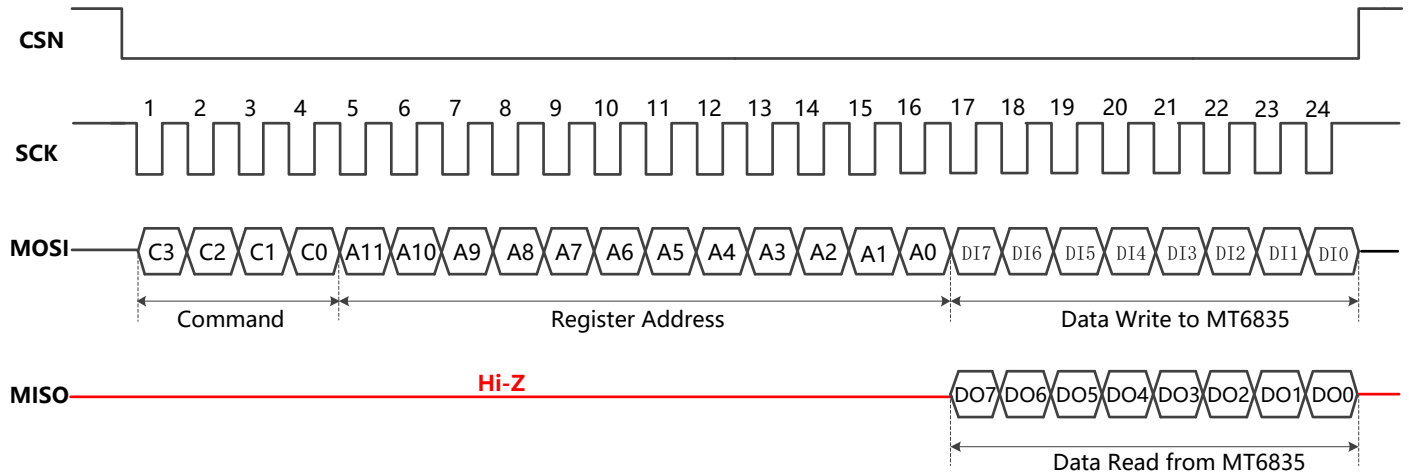 CSN
1 2 3 4 5 6 7 8 9 10 11 12 13 14 15 16 17 18 19 20 21 22 23 24
SCK
MOSI C3 C2 C1 C0 A11 A10 A9 A8 A7 A6 A5 A4 A3 A2 A1 A0 DI7 DI6 DI5 DI4 DI3 DI2 DI1 DI0
Command Register Address Data Write to MT6835
Hi-Z
MISO DO7 DO6 DO5 DO4 DO3 DO2 DO1 DO0
Data Read from MT6835